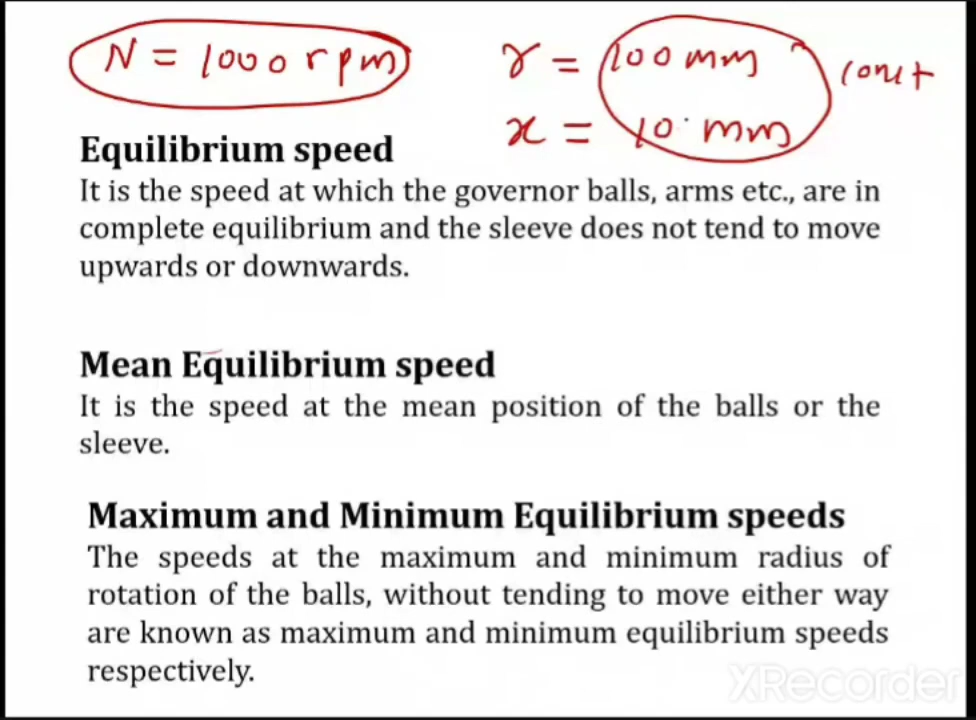 N = 1000 rpm
r = 100 mm const
x = 10 mm
Equilibrium speed
It is the speed at which the governor balls, arms etc., are in
complete equilibrium and the sleeve does not tend to move
upwards or downwards.
Mean Equilibrium speed
It is the speed at the mean position of the balls or the
sleeve.
Maximum and Minimum Equilibrium speeds
The speeds at the maximum and minimum radius of
rotation of the balls, without tending to move either way
are known as maximum and minimum equilibrium speeds
respectively.
XRecorder